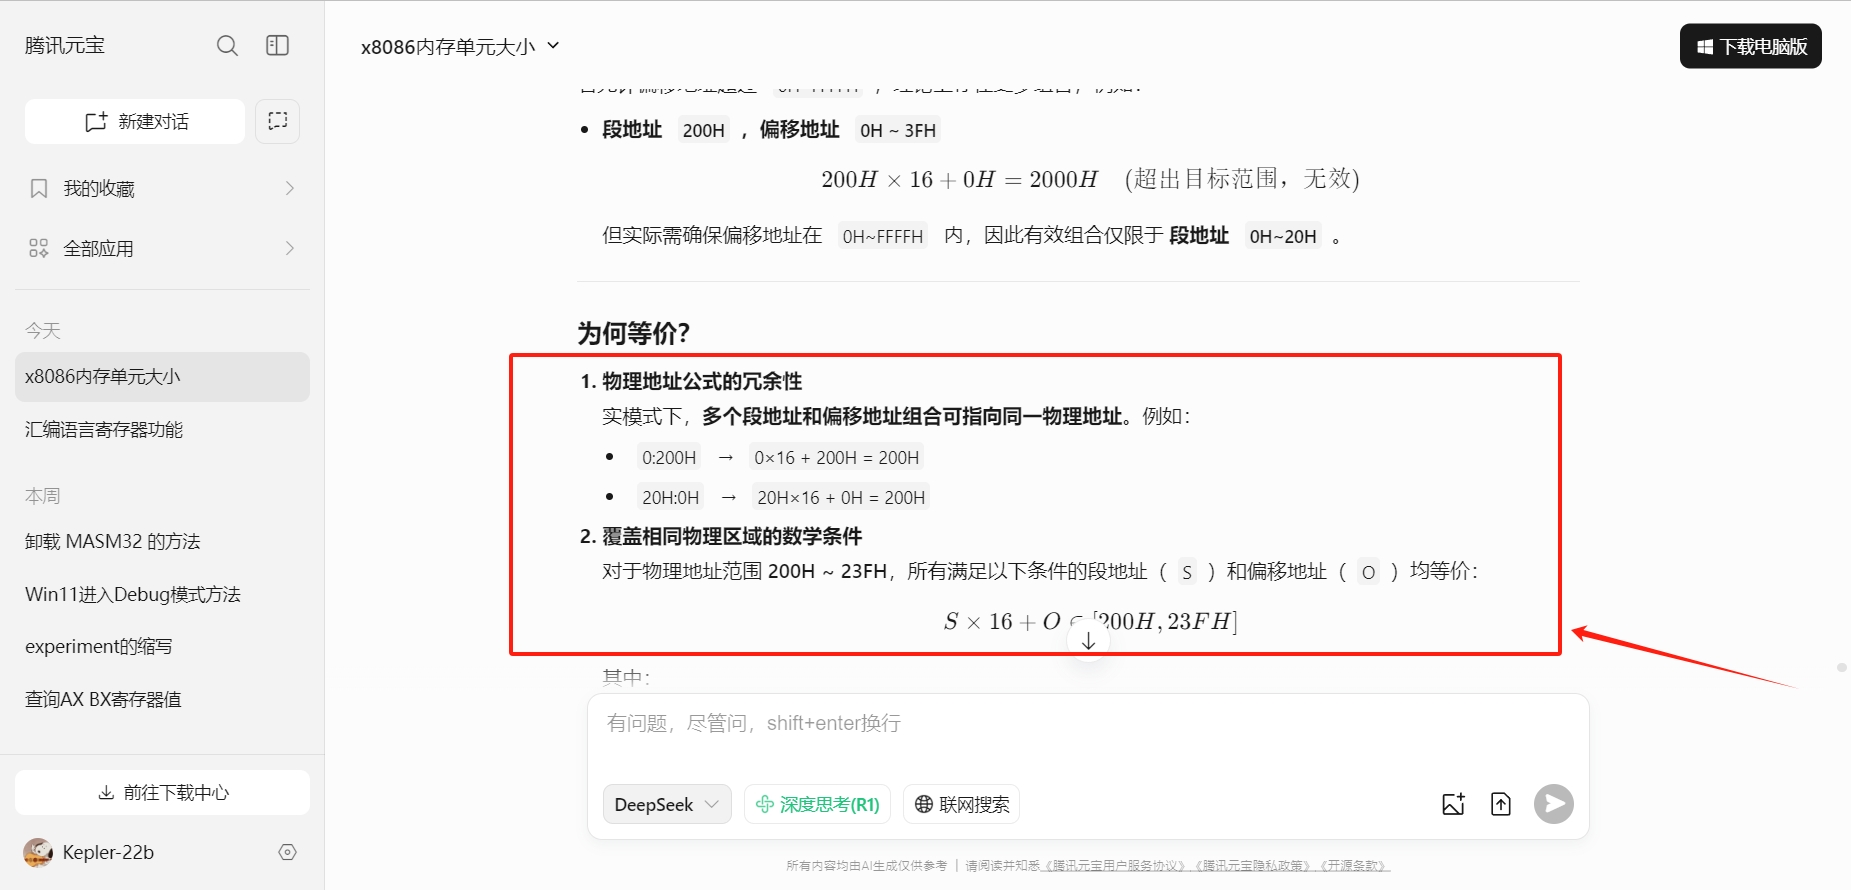 腾讯元宝
新建对话
我的收藏
全部应用
今天
x8086内存单元大小
汇编语言寄存器功能
本周
卸载 MASM32 的方法
Win11进入Debug模式方法
experiment的缩写
查询AX BX寄存器值
前往下载中心
Kepler-22b
x8086内存单元大小
下载电脑版
段地址 200H ，偏移地址 0H ~ 3FH
200H × 16 + 0H = 2000H (超出目标范围，无效)
但实际需确保偏移地址在 0H~FFFFH 内，因此有效组合仅限于 段地址 0H~20H 。
为何等价？
1. 物理地址公式的冗余性
实模式下，多个段地址和偏移地址组合可指向同一物理地址。例如：
0:200H → 0×16 + 200H = 200H
20H:0H → 20H×16 + 0H = 200H
2. 覆盖相同物理区域的数学条件
对于物理地址范围 200H ~ 23FH，所有满足以下条件的段地址（ S ）和偏移地址（ O ）均等价：
S × 16 + O ∈ [200H, 23FH]
其中：
有问题，尽管问，shift+enter换行
DeepSeek 深度思考(R1) 联网搜索
所有内容均由AI生成仅供参考 | 请阅读并知悉《腾讯元宝用户服务协议》、《腾讯元宝隐私政策》、《开源条款》